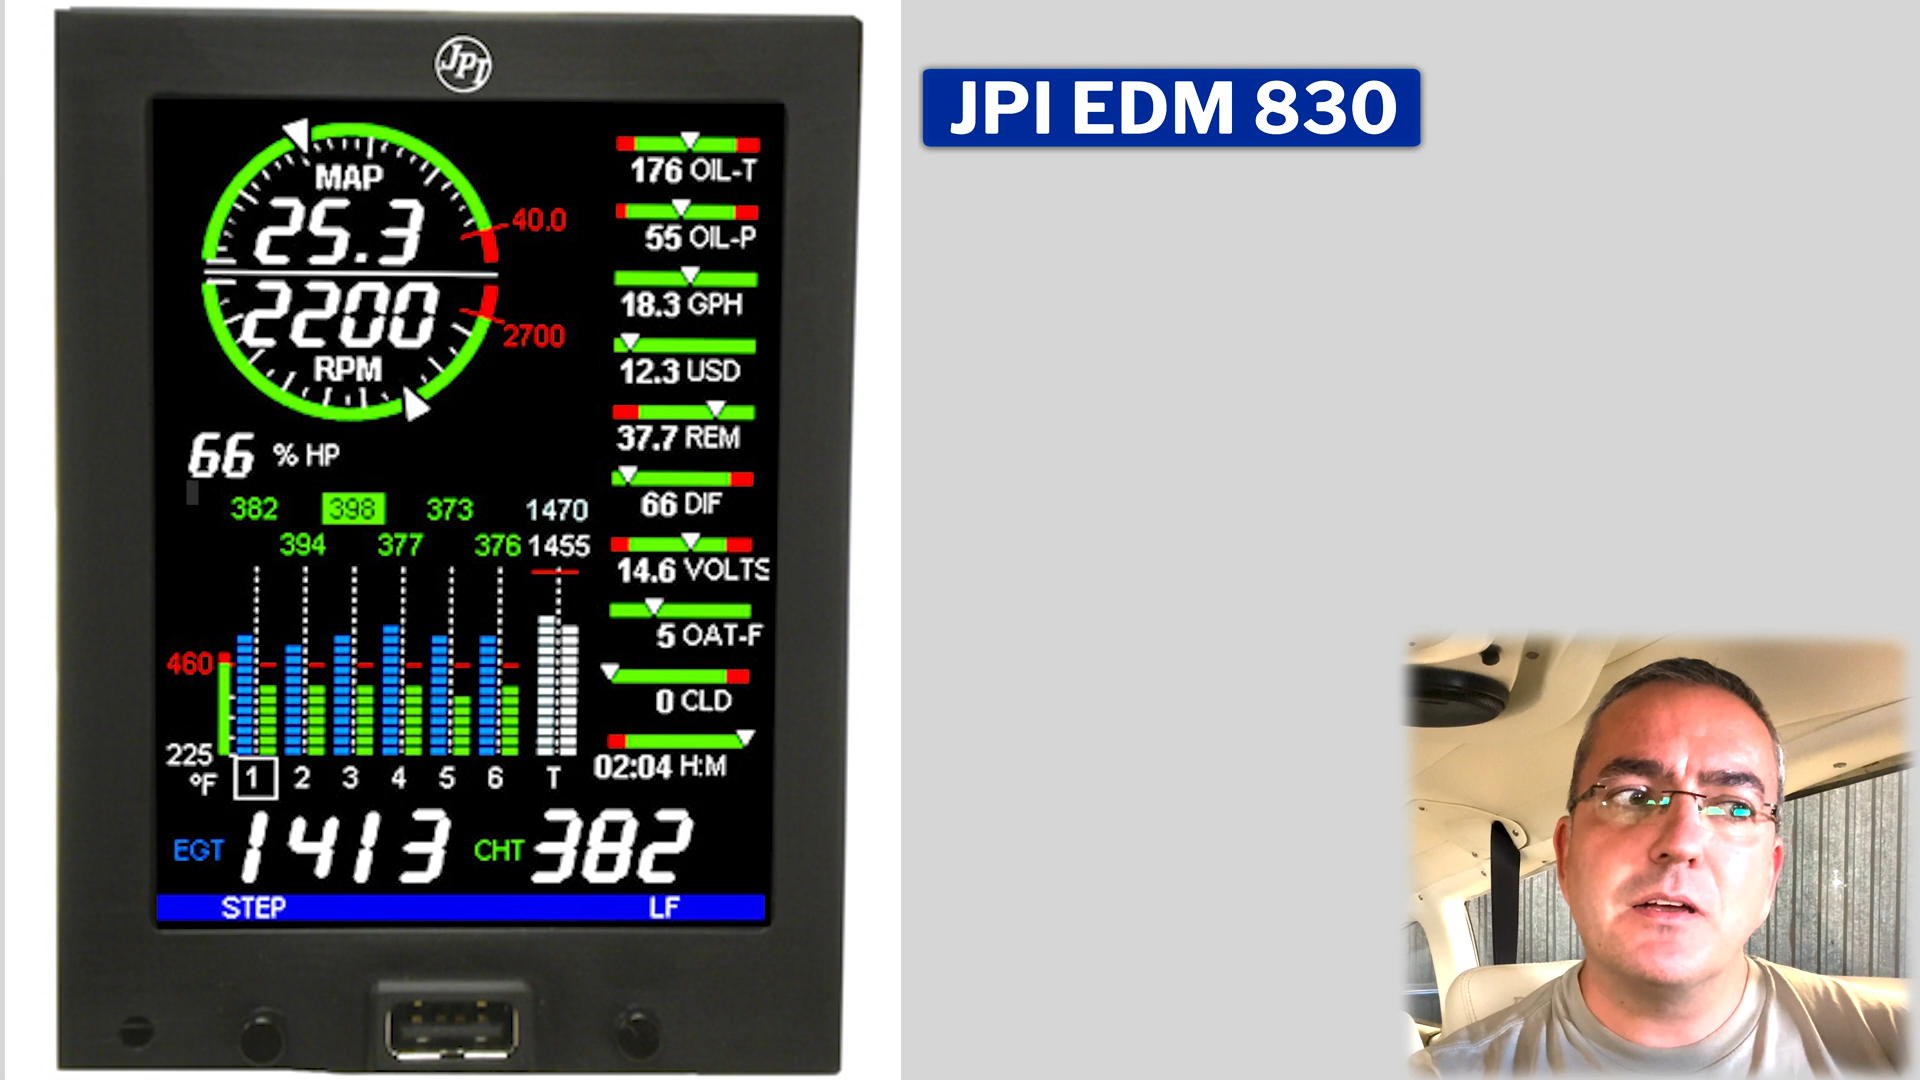 JPI
JPI EDM 830
MAP
25.3
40.0
2200
2700
RPM
66 % HP
176 OIL-T
55 OIL-P
18.3 GPH
12.3 USD
37.7 REM
66 DIF
14.6 VOLTS
5 OAT-F
0 CLD
02:04 H:M
382 398 373 1470
394 377 376 1455
460
225
°F 1 2 3 4 5 6 T
EGT 1413 CHT 382
STEP LF